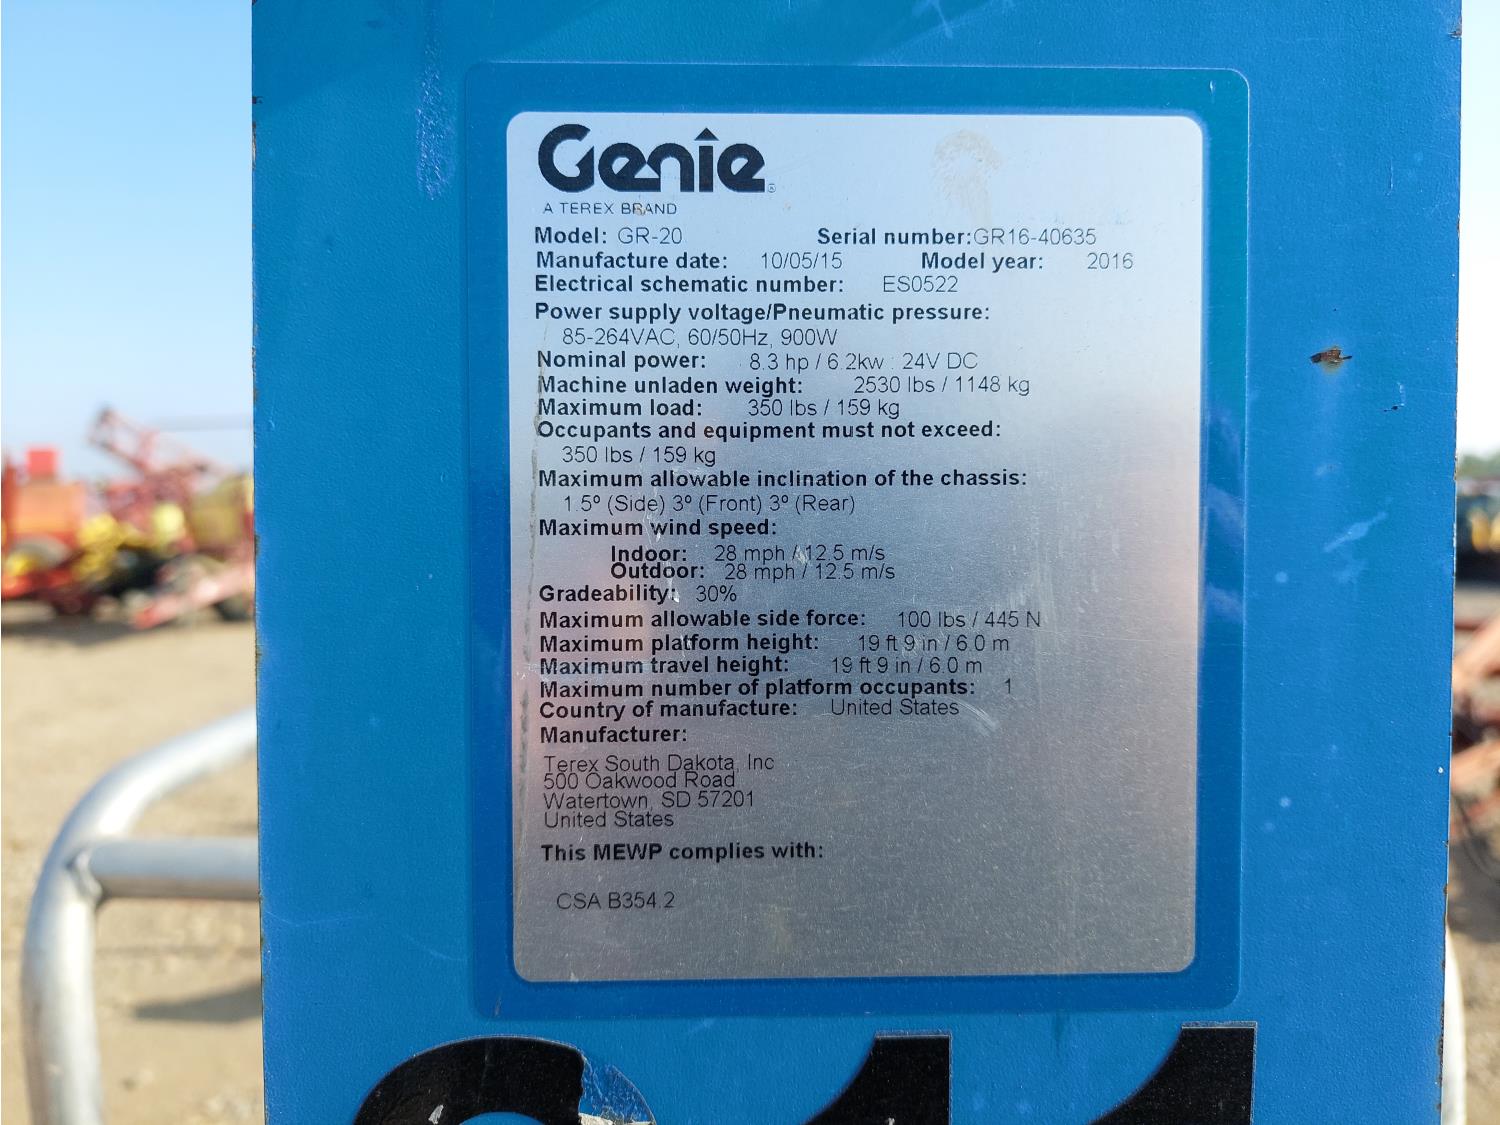 Genie®
A TEREX BRAND
Model: GR-20 Serial number:GR16-40635
Manufacture date: 10/05/15 Model year: 2016
Electrical schematic number: ES0522
Power supply voltage/Pneumatic pressure:
85-264VAC, 60/50Hz, 900W
Nominal power: 8.3 hp / 6.2kw : 24V DC
Machine unladen weight: 2530 lbs / 1148 kg
Maximum load: 350 lbs / 159 kg
Occupants and equipment must not exceed:
350 lbs / 159 kg
Maximum allowable inclination of the chassis:
1.5º (Side) 3º (Front) 3º (Rear)
Maximum wind speed:
Indoor: 28 mph / 12.5 m/s
Outdoor: 28 mph / 12.5 m/s
Gradeability: 30%
Maximum allowable side force: 100 lbs / 445 N
Maximum platform height: 19 ft 9 in / 6.0 m
Maximum travel height: 19 ft 9 in / 6.0 m
Maximum number of platform occupants: 1
Country of manufacture: United States
Manufacturer:
Terex South Dakota, Inc
500 Oakwood Road
Watertown, SD 57201
United States
This MEWP complies with:
CSA B354.2